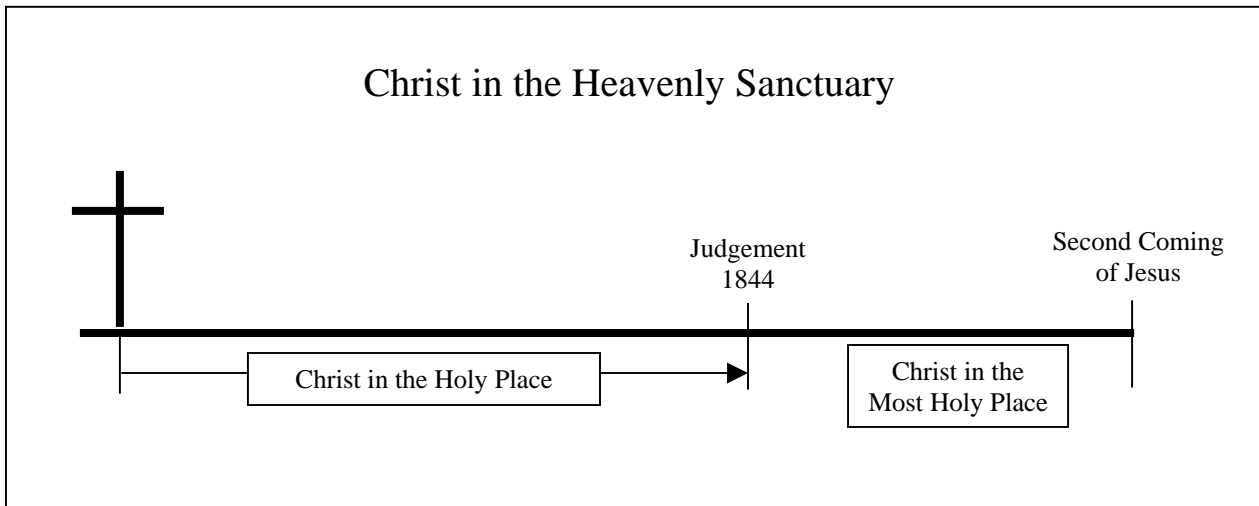 Christ in the Heavenly Sanctuary
Judgement
1844
Second Coming
of Jesus
Christ in the Holy Place
Christ in the
Most Holy Place